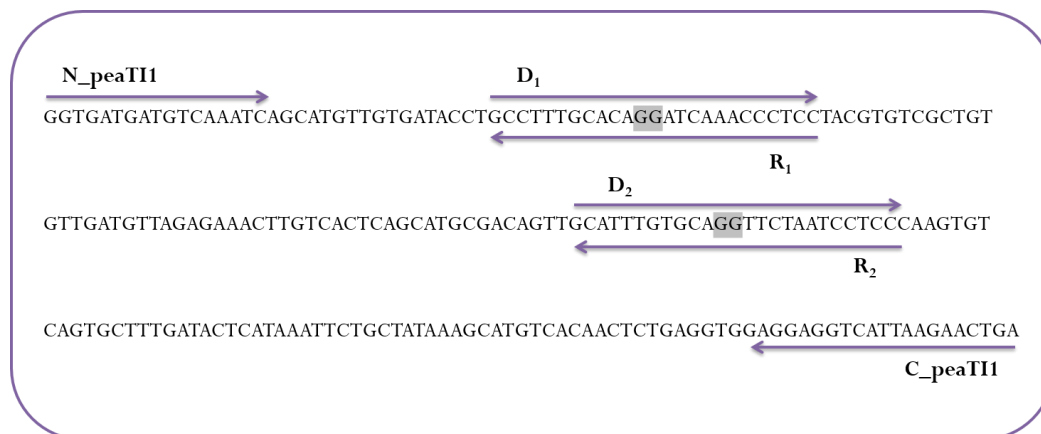 N_peaTI1 D₁
GGTGATGATGTCAAATCAGCATGTTGTGATACCTGCCTTTGCACAGGATCAAACCCTCCTACGTGTCGCTGT
R₁
D₂
GTTGATGTTAGAGAAACTTGTCACTCAGCATGCGACAGTTGCATTTGTGCAGGTTCTAATCCTCCCAAGTGT
R₂
CAGTGCTTTGATACTCATAAATTCTGCTATAAAGCATGTCACAACTCTGAGGTGGAGGAGGTCATTAAGAACTGA
C_peaTI1